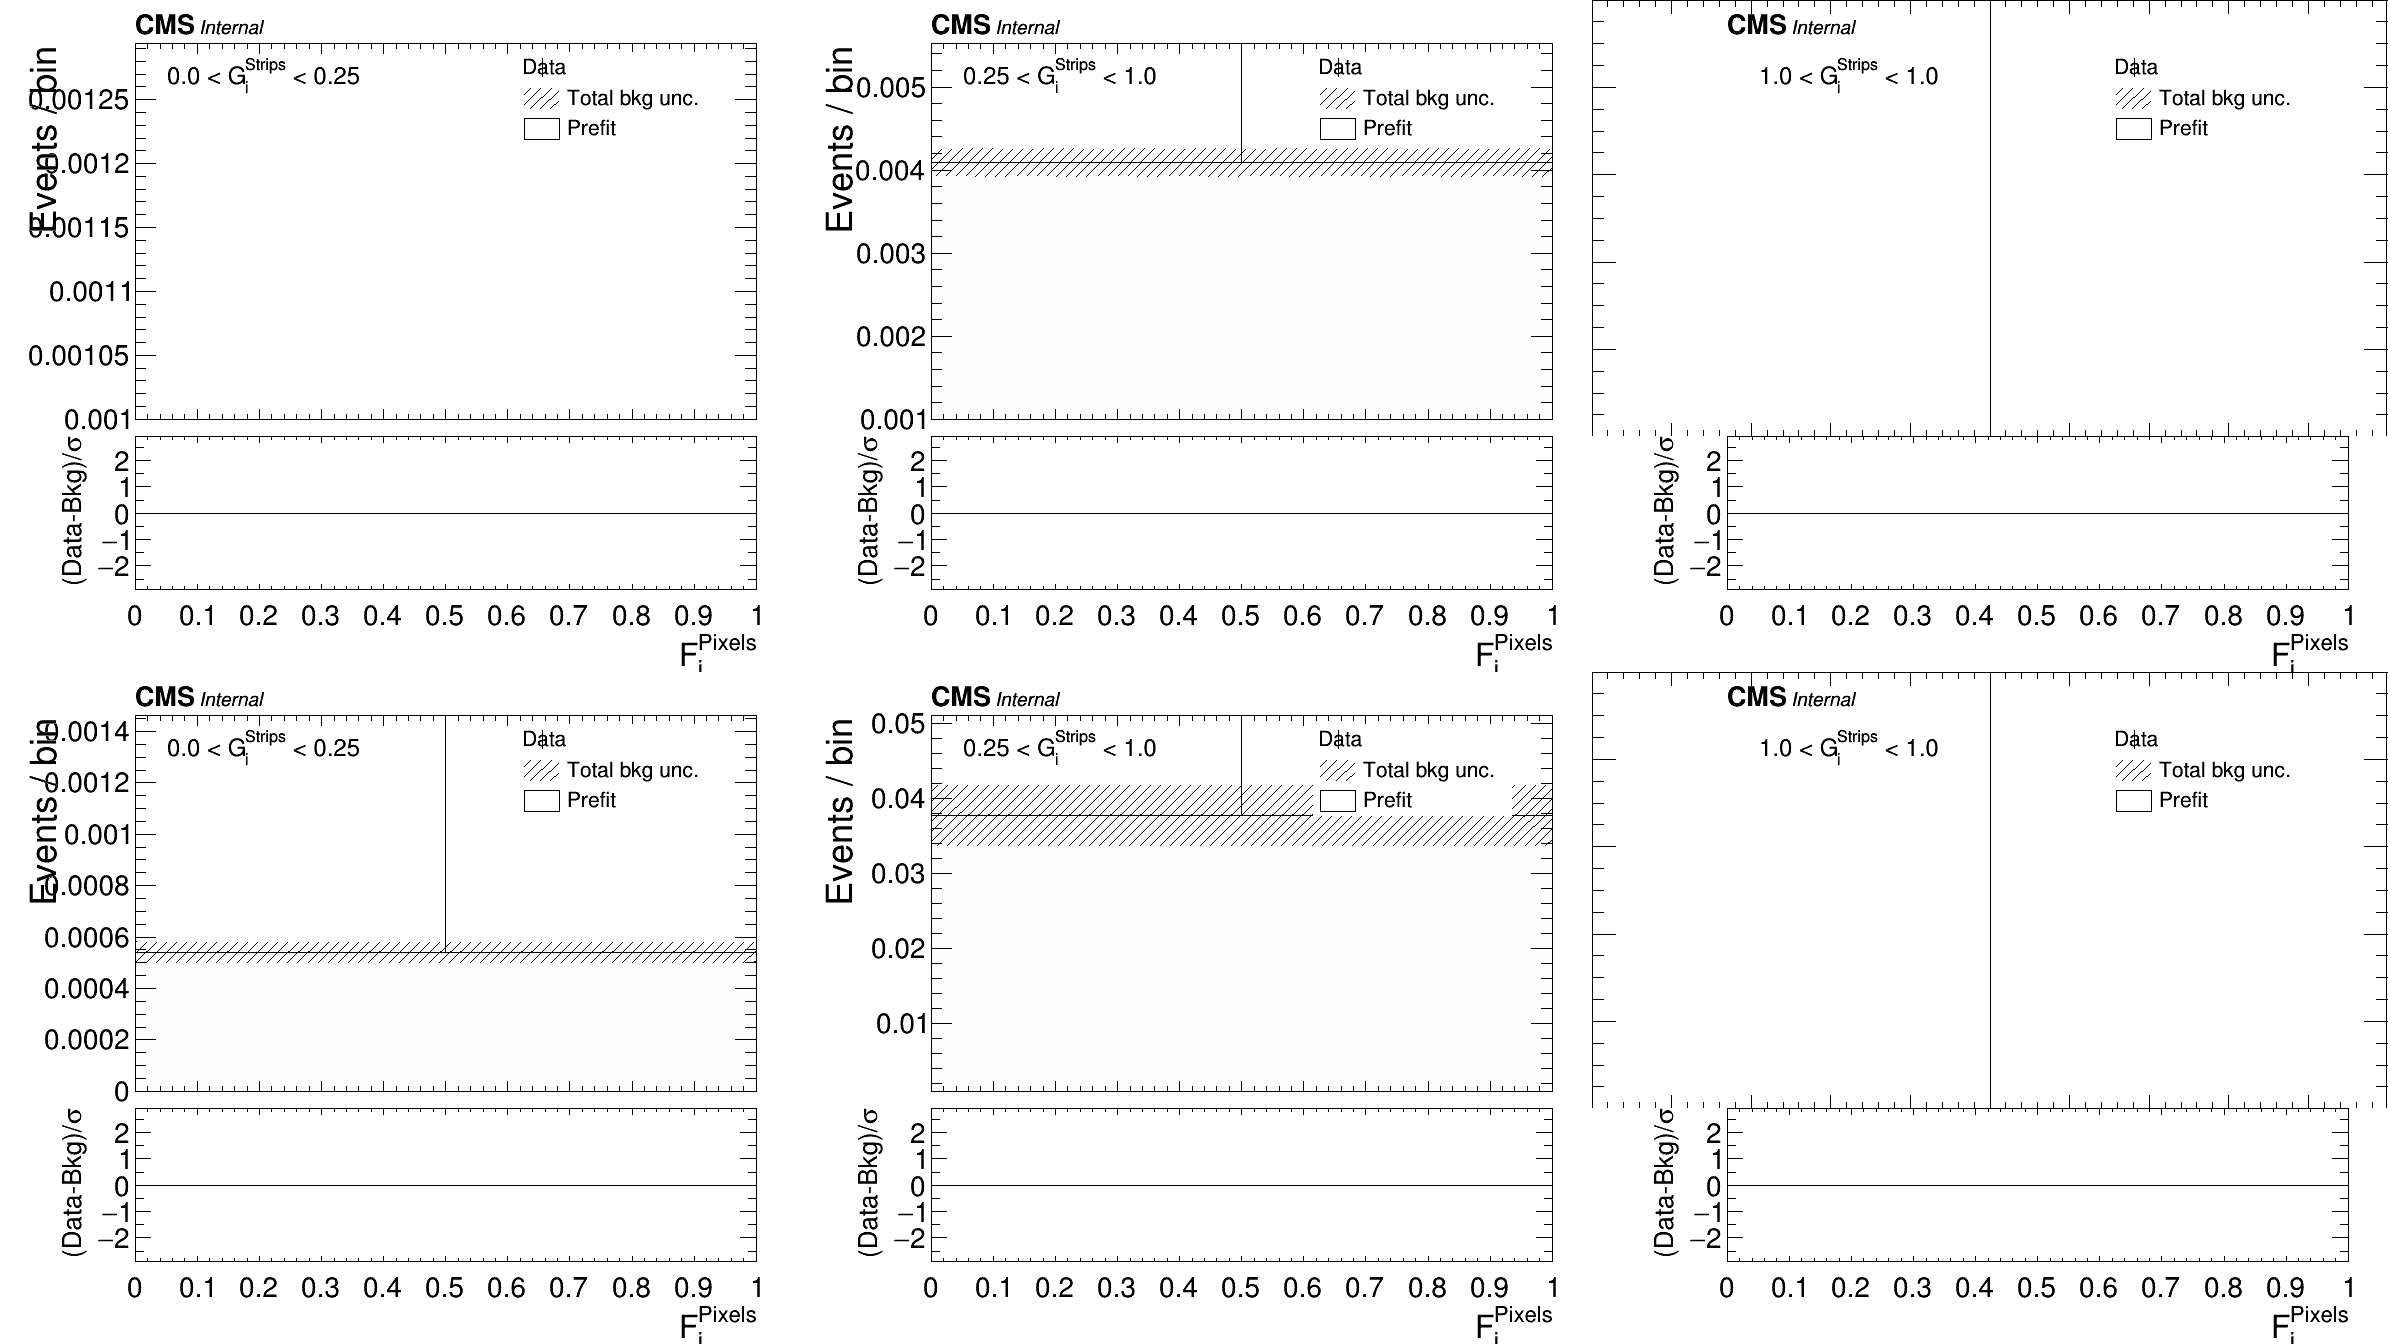 CMS Internal
0.0 < G_i^Strips < 0.25
Data
Total bkg unc.
Prefit
Events / bin
0.00125
0.0012
0.00115
0.0011
0.00105
0.001
(Data-Bkg)/σ
2
1
0
−1
−2
0 0.1 0.2 0.3 0.4 0.5 0.6 0.7 0.8 0.9 1
F_i^Pixels
CMS Internal
0.25 < G_i^Strips < 1.0
Data
Total bkg unc.
Prefit
Events / bin
0.005
0.004
0.003
0.002
0.001
(Data-Bkg)/σ
2
1
0
−1
−2
0 0.1 0.2 0.3 0.4 0.5 0.6 0.7 0.8 0.9 1
F_i^Pixels
CMS Internal
1.0 < G_i^Strips < 1.0
Data
Total bkg unc.
Prefit
(Data-Bkg)/σ
2
1
0
−1
−2
0 0.1 0.2 0.3 0.4 0.5 0.6 0.7 0.8 0.9 1
F_i^Pixels
CMS Internal
0.0 < G_i^Strips < 0.25
Data
Total bkg unc.
Prefit
Events / bin
0.0014
0.0012
0.001
0.0008
0.0006
0.0004
0.0002
0
(Data-Bkg)/σ
2
1
0
−1
−2
0 0.1 0.2 0.3 0.4 0.5 0.6 0.7 0.8 0.9 1
F_i^Pixels
CMS Internal
0.25 < G_i^Strips < 1.0
Data
Total bkg unc.
Prefit
Events / bin
0.05
0.04
0.03
0.02
0.01
(Data-Bkg)/σ
2
1
0
−1
−2
0 0.1 0.2 0.3 0.4 0.5 0.6 0.7 0.8 0.9 1
F_i^Pixels
CMS Internal
1.0 < G_i^Strips < 1.0
Data
Total bkg unc.
Prefit
(Data-Bkg)/σ
2
1
0
−1
−2
0 0.1 0.2 0.3 0.4 0.5 0.6 0.7 0.8 0.9 1
F_i^Pixels